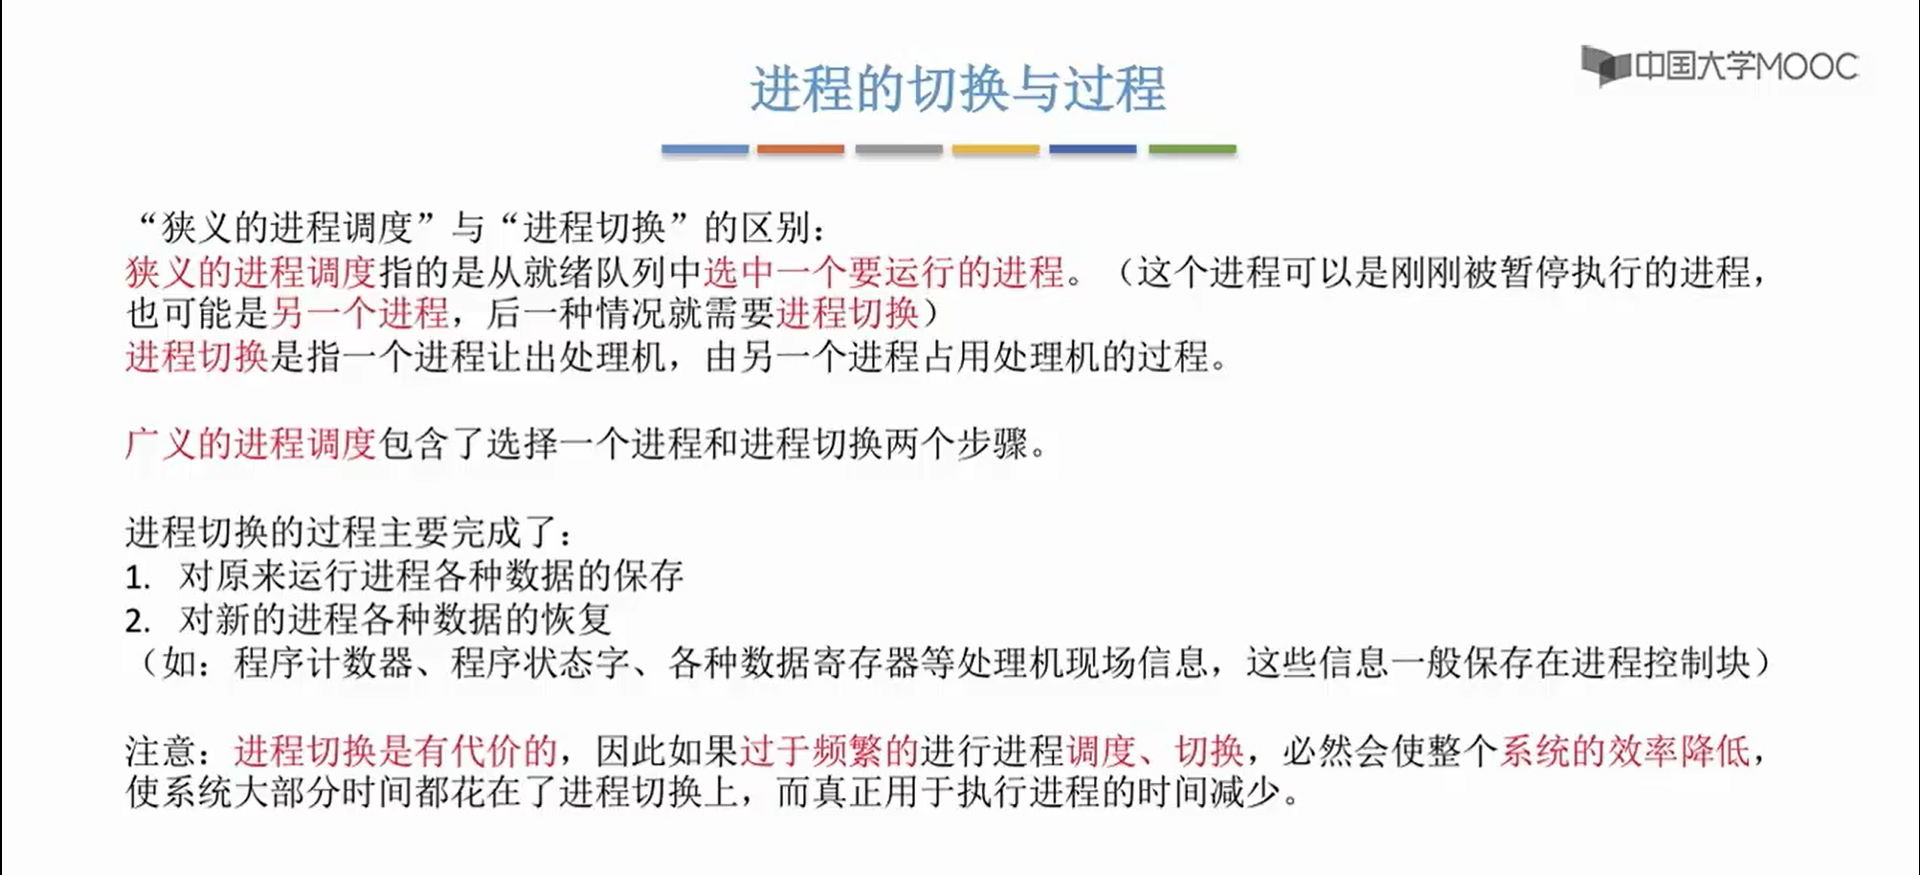 进程的切换与过程
中国大学MOOC
“狭义的进程调度”与“进程切换”的区别：
狭义的进程调度指的是从就绪队列中选中一个要运行的进程。（这个进程可以是刚刚被暂停执行的进程，
也可能是另一个进程，后一种情况就需要进程切换）
进程切换是指一个进程让出处理机，由另一个进程占用处理机的过程。
广义的进程调度包含了选择一个进程和进程切换两个步骤。
进程切换的过程主要完成了：
1. 对原来运行进程各种数据的保存
2. 对新的进程各种数据的恢复
（如：程序计数器、程序状态字、各种数据寄存器等处理机现场信息，这些信息一般保存在进程控制块）
注意：进程切换是有代价的，因此如果过于频繁的进行进程调度、切换，必然会使整个系统的效率降低，
使系统大部分时间都花在了进程切换上，而真正用于执行进程的时间减少。